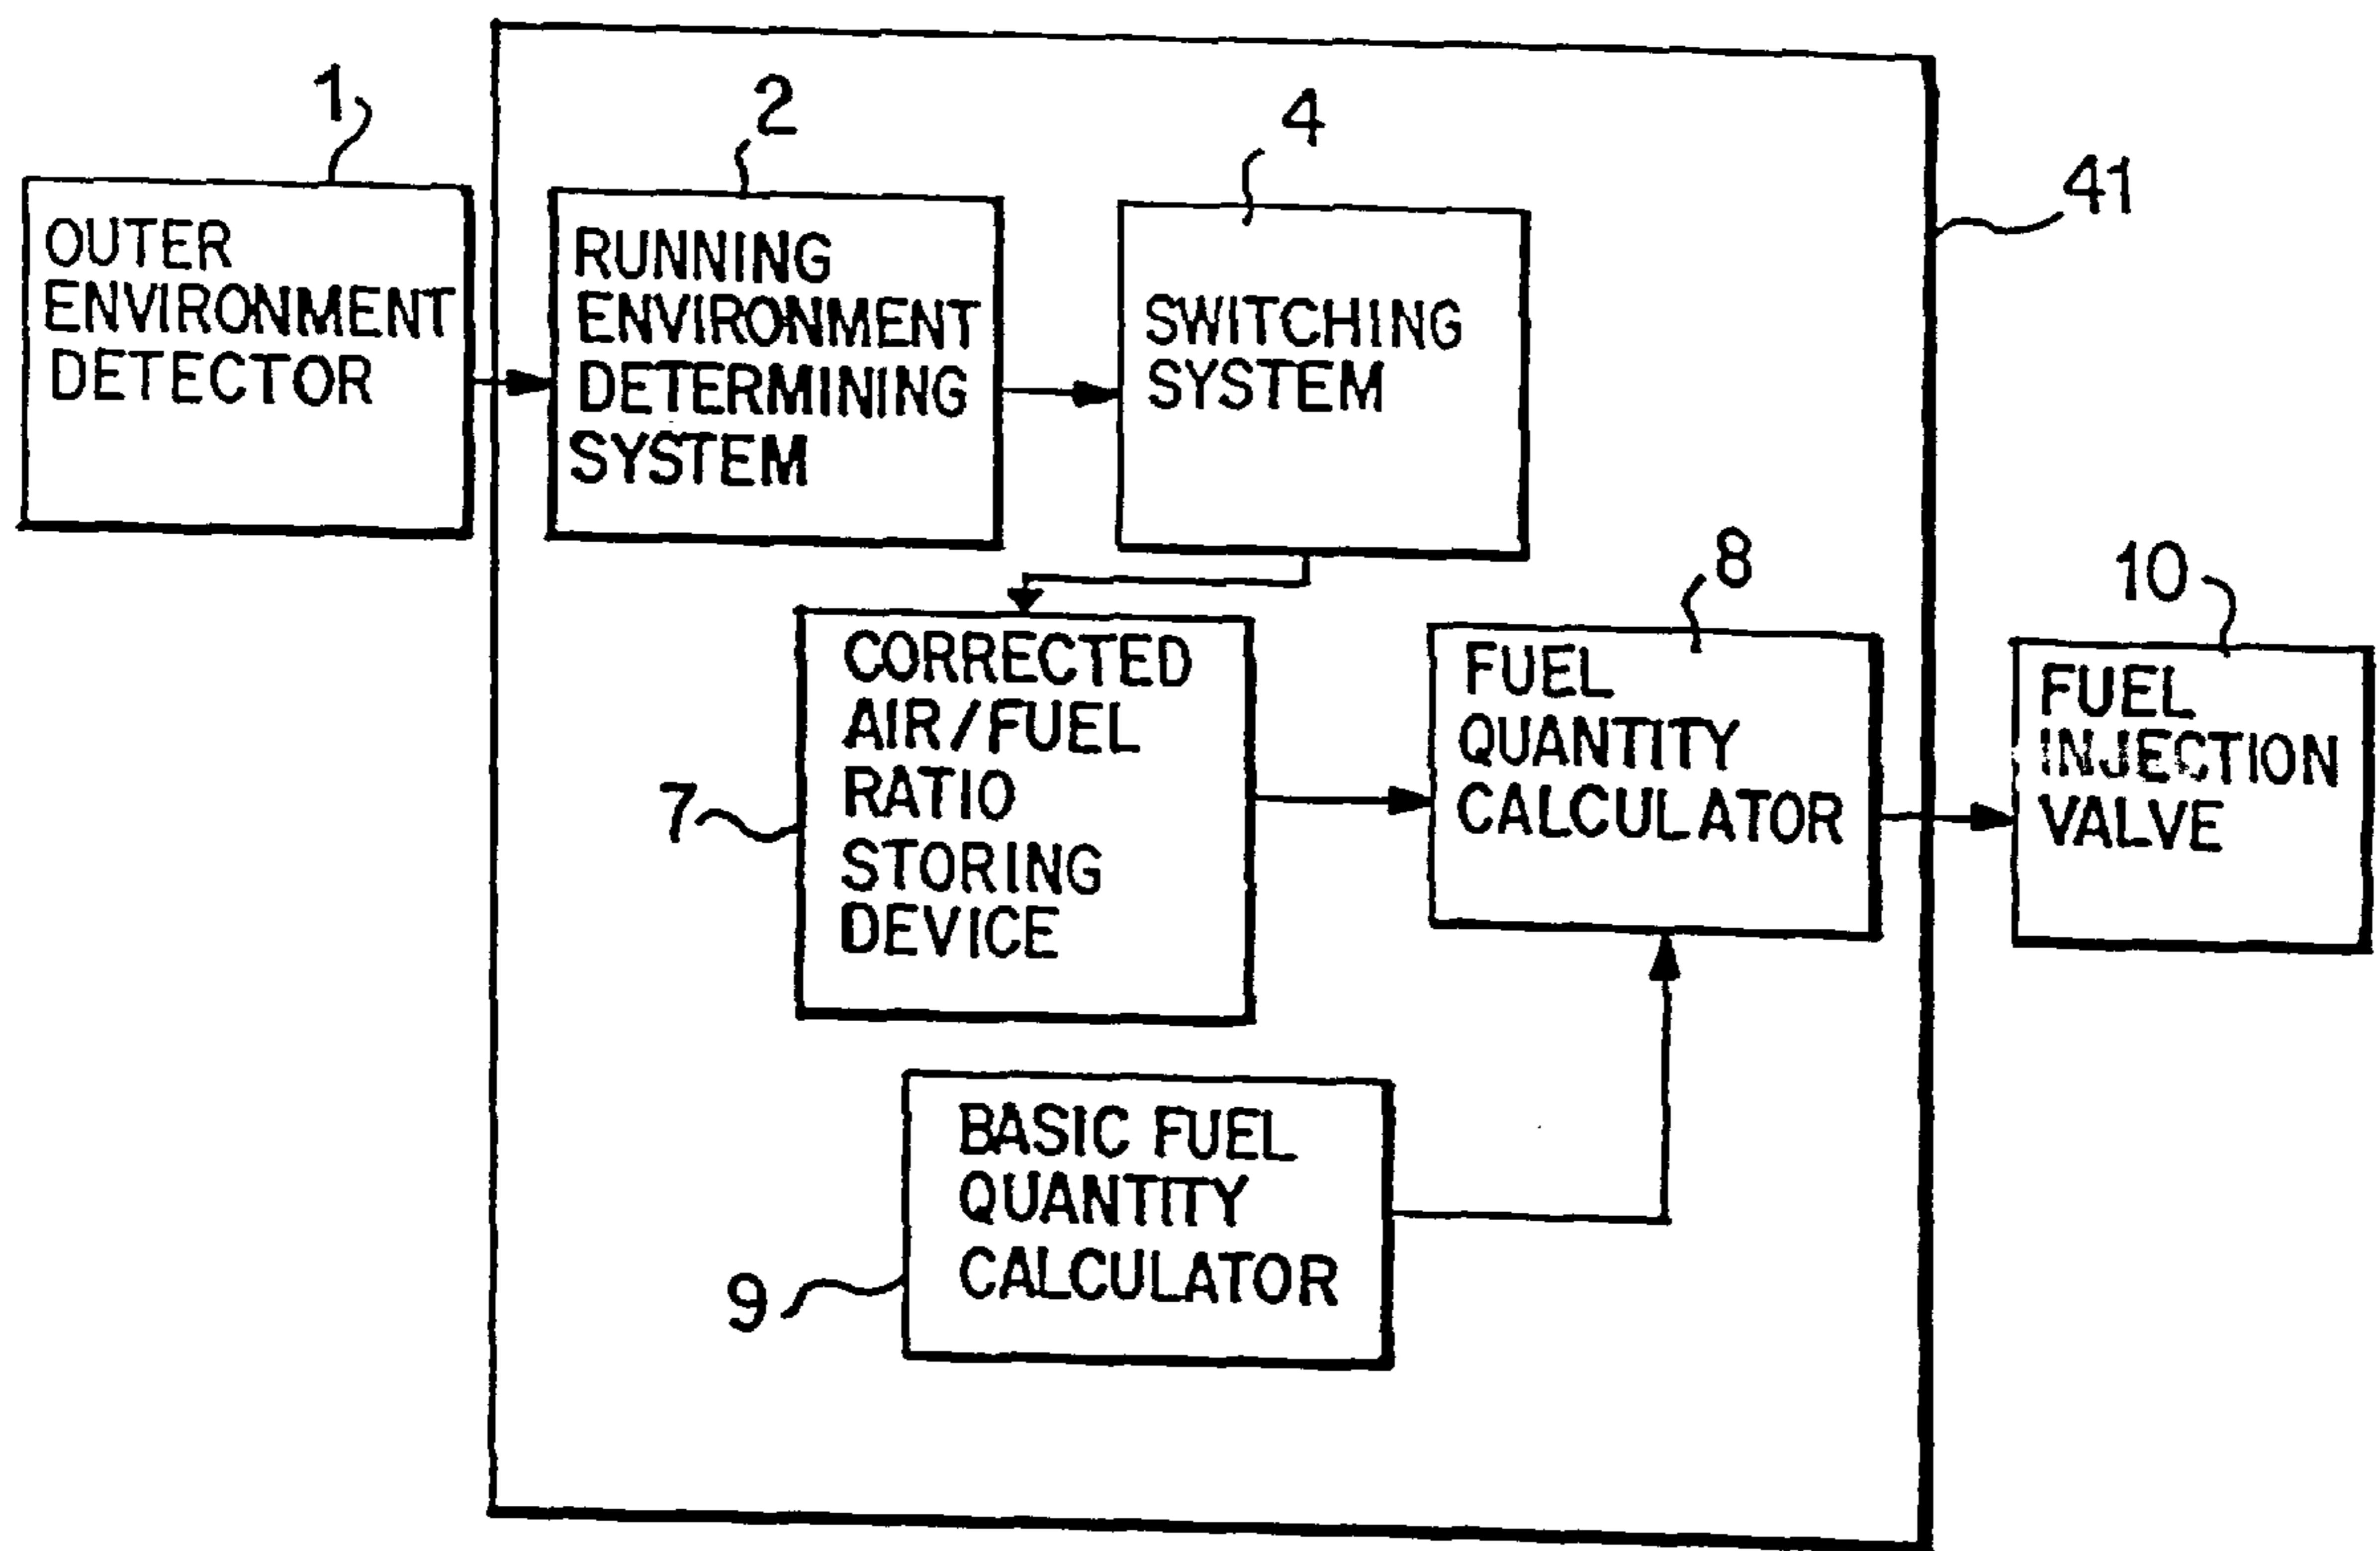 1
2
4
41
OUTER
ENVIRONMENT
DETECTOR
RUNNING
ENVIRONMENT
DETERMINING
SYSTEM
SWITCHING
SYSTEM
7
CORRECTED
AIR/FUEL
RATIO
STORING
DEVICE
8
FUEL
QUANTITY
CALCULATOR
10
FUEL
INJECTION
VALVE
9
BASIC FUEL
QUANTITY
CALCULATOR